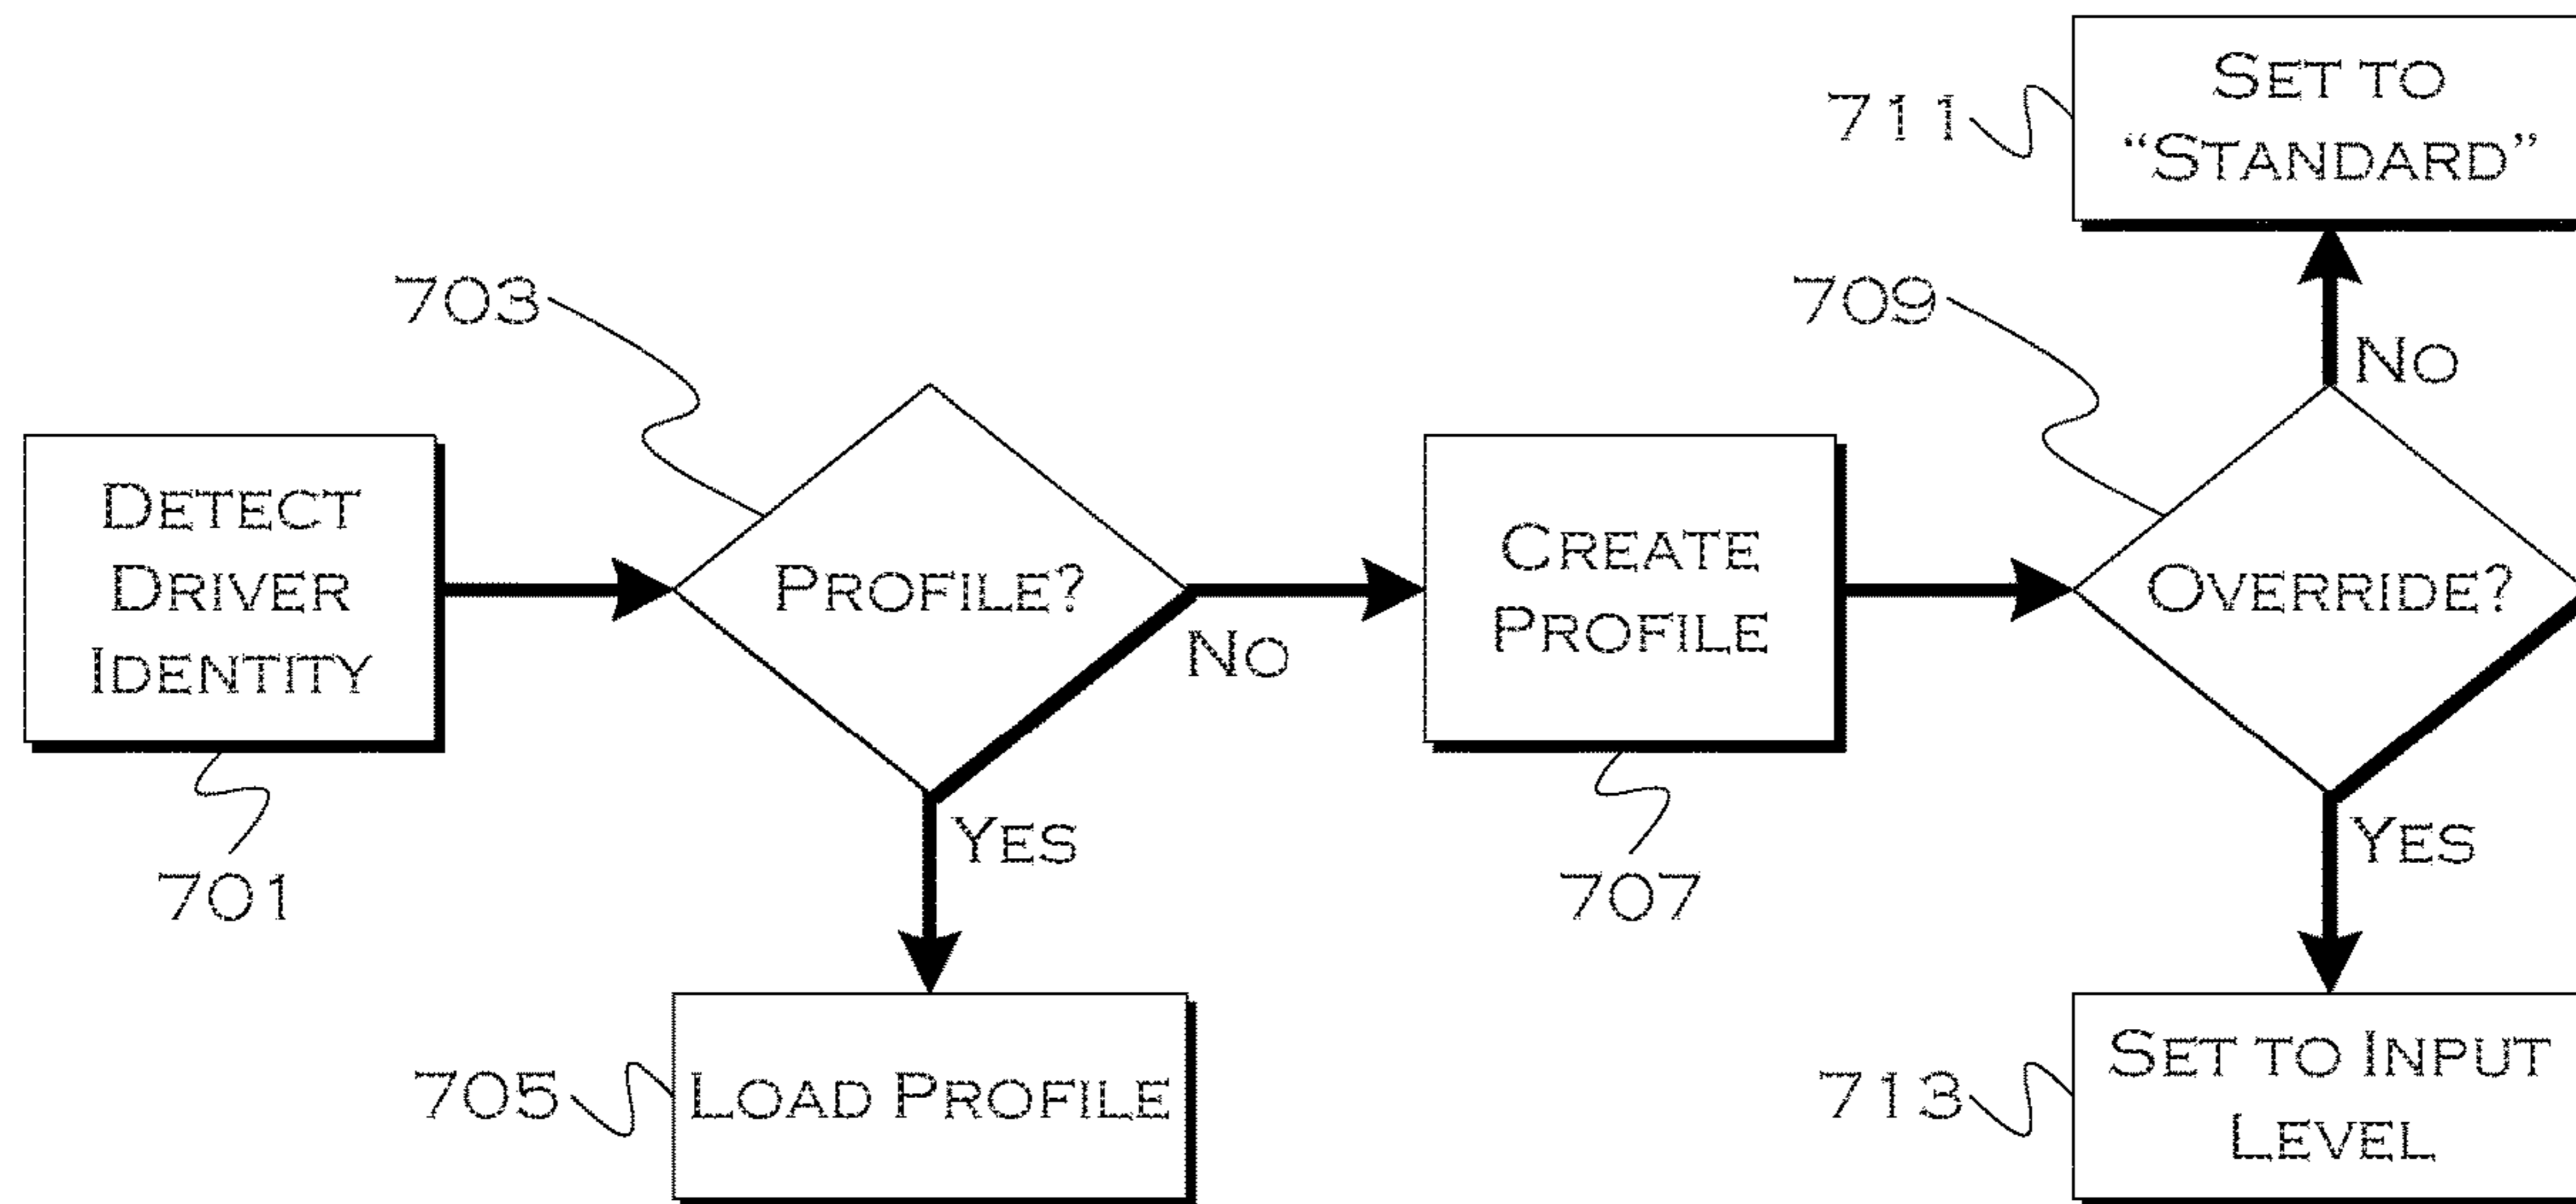 SET TO
"STANDARD"
711
703
709
NO
DETECT
DRIVER
IDENTITY
PROFILE?
NO
CREATE
PROFILE
OVERRIDE?
YES
YES
701
707
705
LOAD PROFILE
713
SET TO INPUT
LEVEL